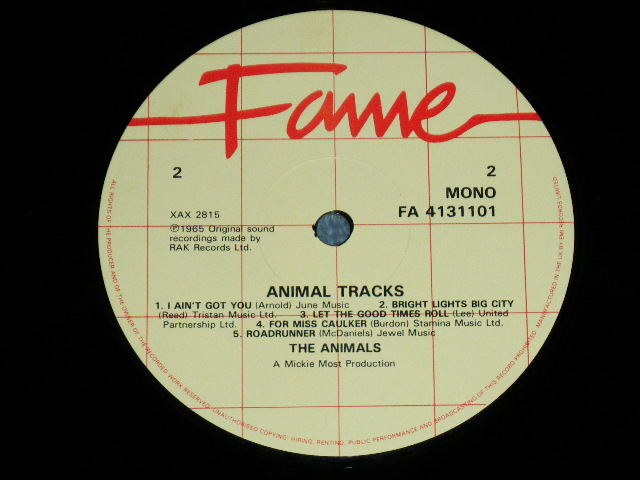 Fame
2
2
MONO
XAX 2815
FA 4131101
℗1965 Original sound
recordings made by
RAK Records Ltd.
ANIMAL TRACKS
1. I AIN'T GOT YOU (Arnold) June Music 2. BRIGHT LIGHTS BIG CITY
(Reed) Tristan Music Ltd. 3. LET THE GOOD TIMES ROLL (Lee) United
Partnership Ltd. 4. FOR MISS CAULKER (Burdon) Stamina Music Ltd.
5. ROADRUNNER (McDaniels) Jewel Music
THE ANIMALS
A Mickie Most Production
ALL RIGHTS OF THE PRODUCER AND OF THE OWNER OF THE RECORDED WORK RESERVED. UNAUTHORISED COPYING, HIRING, RENTING, PUBLIC PERFORMANCE AND BROADCASTING OF THIS RECORD PROHIBITED. MANUFACTURED IN THE UK BY EMI RECORDS LIMITED.